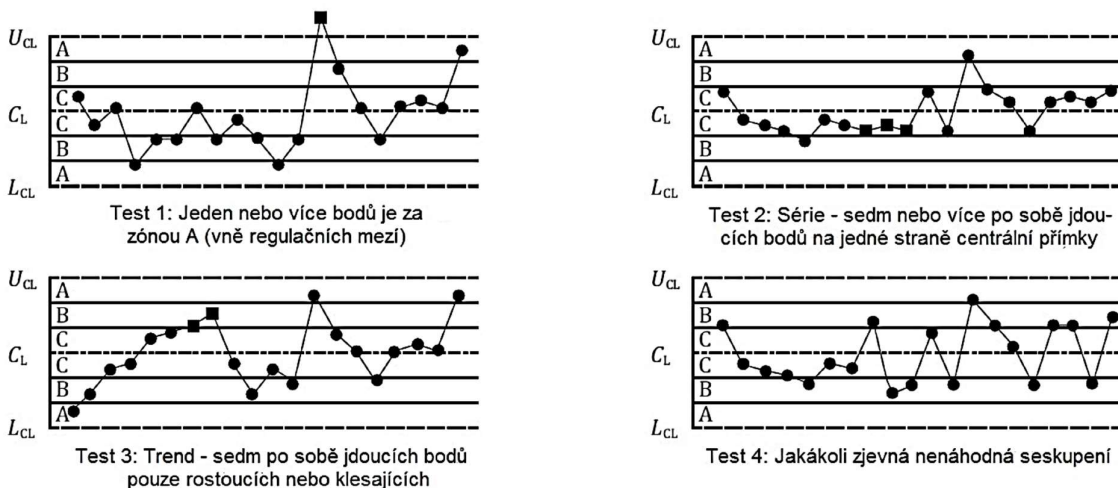 U_CL
A
B
C
C_L
C
B
A
L_CL
Test 1: Jeden nebo více bodů je za
zónou A (vně regulačních mezí)
U_CL
A
B
C
C_L
C
B
A
L_CL
Test 2: Série - sedm nebo více po sobě jdou-
cích bodů na jedné straně centrální přímky
U_CL
A
B
C
C_L
C
B
A
L_CL
Test 3: Trend - sedm po sobě jdoucích bodů
pouze rostoucích nebo klesajících
U_CL
A
B
C
C_L
C
B
A
L_CL
Test 4: Jakákoli zjevná nenáhodná seskupení